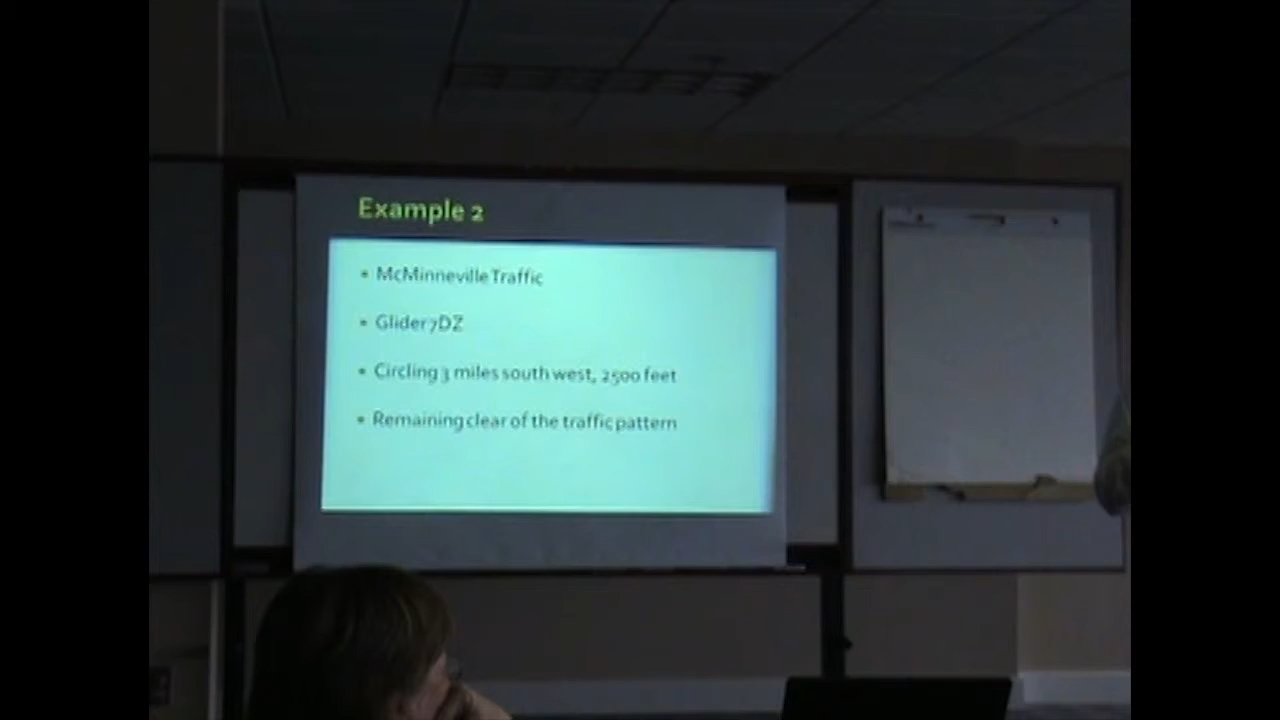 Example 2
• McMinneville Traffic
• Glider 7DZ
• Circling 3 miles south west, 2500 feet
• Remaining clear of the traffic pattern